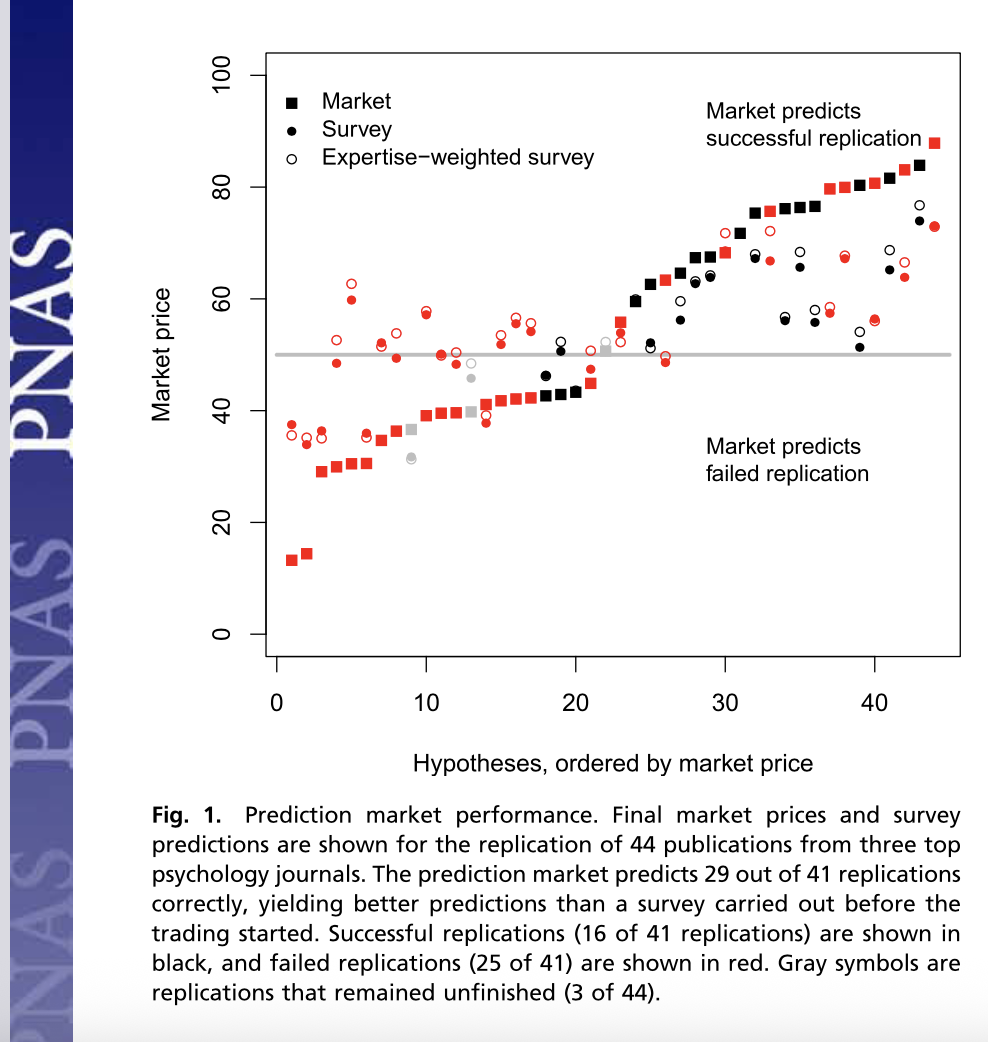 PNAS
PNAS
PNAS
100
80
60
40
20
0
Market price
Market
Survey
Expertise−weighted survey
Market predicts
successful replication
Market predicts
failed replication
0 10 20 30 40
Hypotheses, ordered by market price
Fig. 1. Prediction market performance. Final market prices and survey
predictions are shown for the replication of 44 publications from three top
psychology journals. The prediction market predicts 29 out of 41 replications
correctly, yielding better predictions than a survey carried out before the
trading started. Successful replications (16 of 41 replications) are shown in
black, and failed replications (25 of 41) are shown in red. Gray symbols are
replications that remained unfinished (3 of 44).